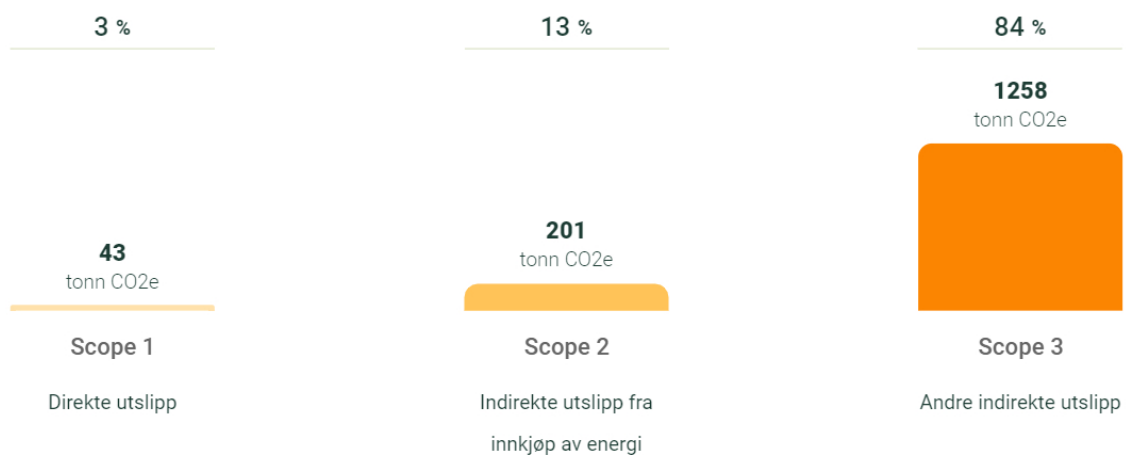 3 %
13 %
84 %
1258
tonn CO2e
201
tonn CO2e
43
tonn CO2e
Scope 1
Scope 2
Scope 3
Direkte utslipp
Indirekte utslipp fra
innkjøp av energi
Andre indirekte utslipp